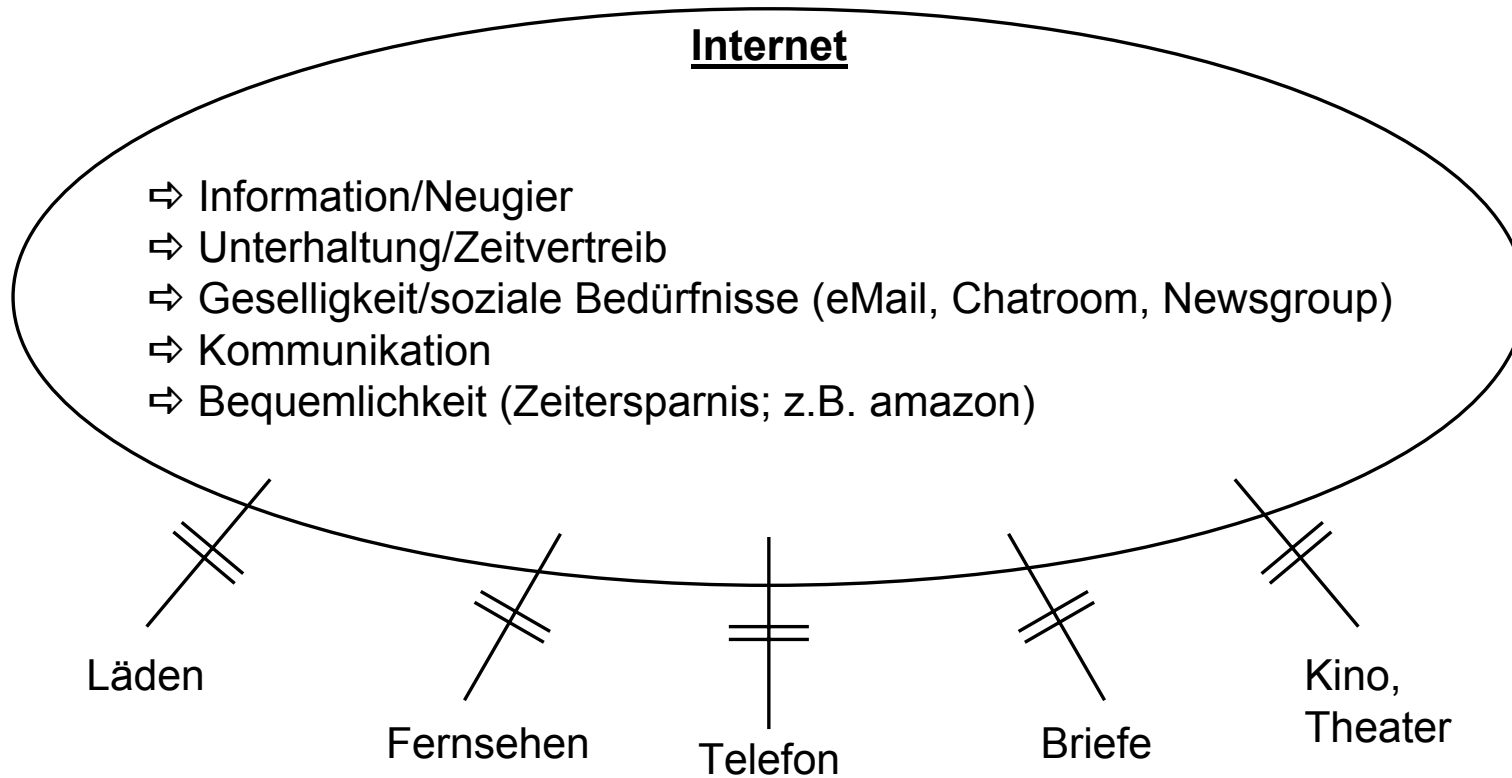 Internet
⇨ Information/Neugier
⇨ Unterhaltung/Zeitvertreib
⇨ Geselligkeit/soziale Bedürfnisse (eMail, Chatroom, Newsgroup)
⇨ Kommunikation
⇨ Bequemlichkeit (Zeitersparnis; z.B. amazon)
Läden
Fernsehen
Telefon
Briefe
Kino,
Theater